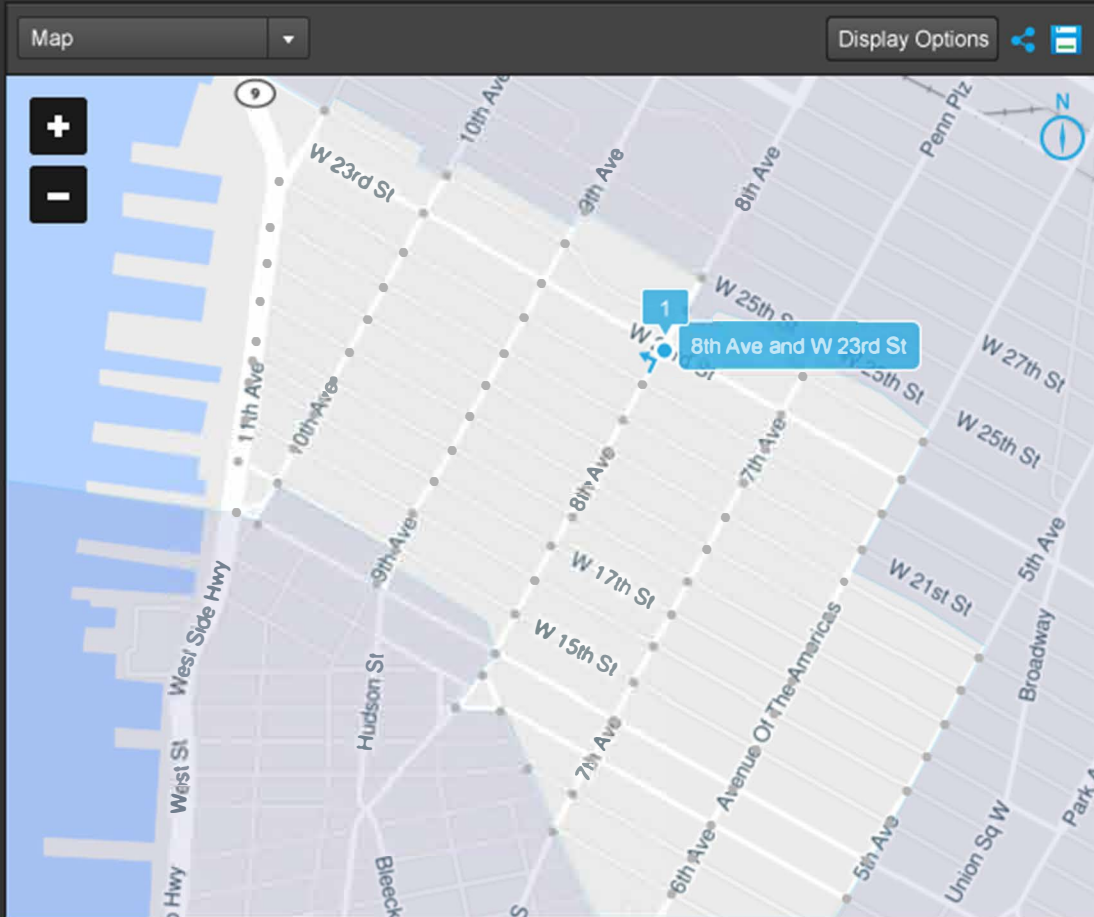 Map
Display Options
9
10th Ave
Penn Plz
N
W 23rd St
9th Ave
8th Ave
W 25th St
1
8th Ave and W 23rd St
W 27th St
W 25th St
11th Ave
10th Ave
W 25th St
7th Ave
8th Ave
9th Ave
5th Ave
W 17th St
W 21st St
West Side Hwy
W 15th St
Avenue Of The Americas
Broadway
Hudson St
7th Ave
West St
Park
6th Ave
5th Ave
Union Sq W
Bleeck
Hwy
S